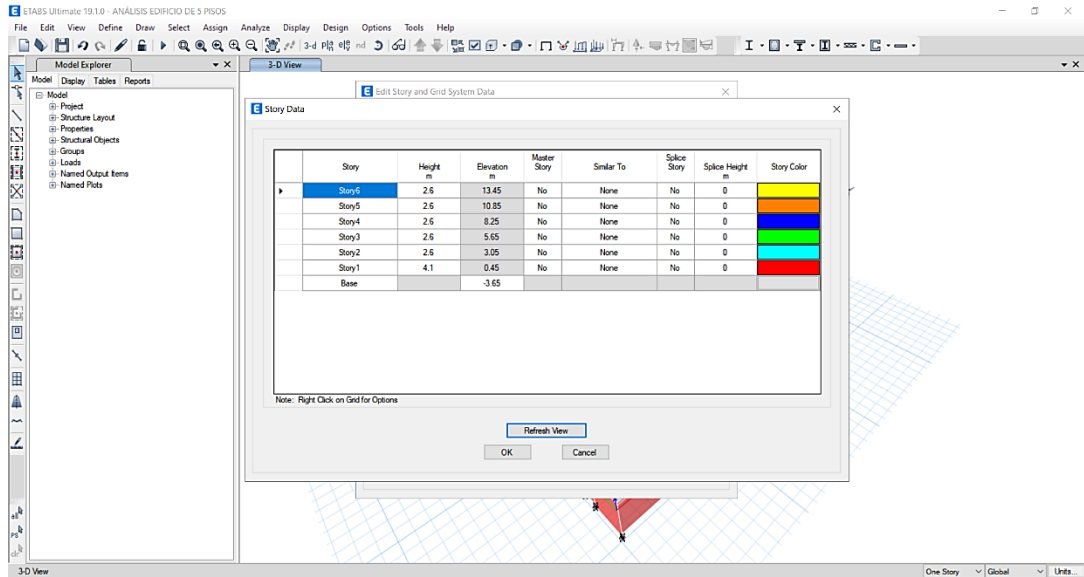 ETABS Ultimate 19.1.0 - ANÁLISIS EDIFICIO DE 5 PISOS
File Edit View Define Draw Select Assign Analyze Display Design Options Tools Help
3-d
Model Explorer
3-D View
Model Display Tables Reports
Model
Project
Structure Layout
Properties
Structural Objects
Groups
Loads
Named Output Items
Named Plots
Edit Story and Grid System Data
Story Data
Story Height m Elevation m Master Story Similar To Splice Story Splice Height m Story Color
Story6 2.6 13.45 No None No 0
Story5 2.6 10.85 No None No 0
Story4 2.6 8.25 No None No 0
Story3 2.6 5.65 No None No 0
Story2 2.6 3.05 No None No 0
Story1 4.1 0.45 No None No 0
Base -3.65
Note: Right Click on Grid for Options
Refresh View
OK Cancel
all
PS
clr
3-D View One Story Global Units...